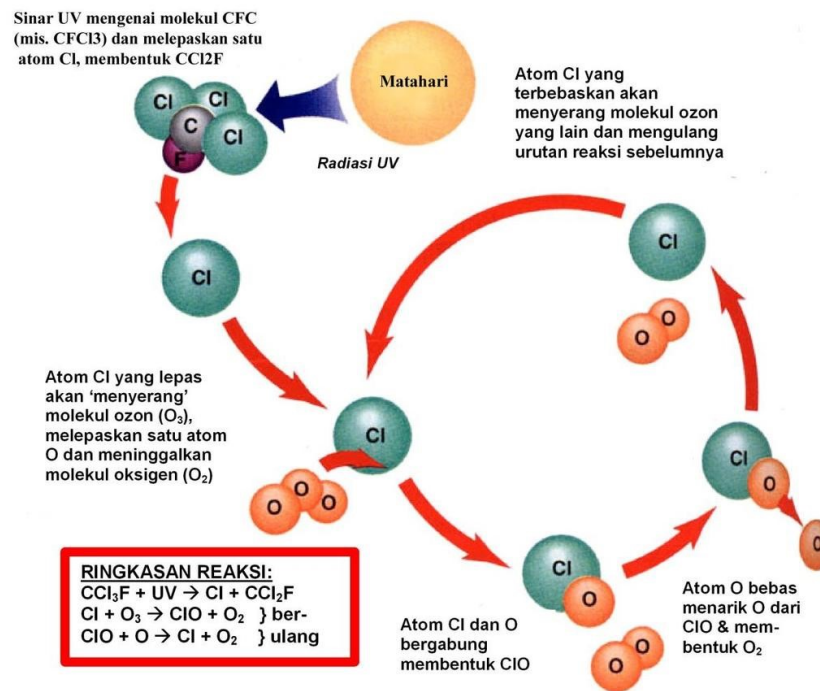 Sinar UV mengenai molekul CFC
(mis. CFCl3) dan melepaskan satu
atom Cl, membentuk CCl2F
Cl
Cl
C
Cl
F
Matahari
Radiasi UV
Atom Cl yang
terbebaskan akan
menyerang molekul ozon
yang lain dan mengulang
urutan reaksi sebelumnya
Cl
Cl
O
O
Atom Cl yang lepas
akan ‘menyerang’
molekul ozon (O₃),
melepaskan satu atom
O dan meninggalkan
molekul oksigen (O₂)
Cl
O
O
O
Cl
O
O
Cl
O
O
O
Atom Cl dan O
bergabung
membentuk ClO
Atom O bebas
menarik O dari
ClO & mem-
bentuk O₂
RINGKASAN REAKSI:
CCl₃F + UV → Cl + CCl₂F
Cl + O₃ → ClO + O₂ } ber-
ClO + O → Cl + O₂ } ulang